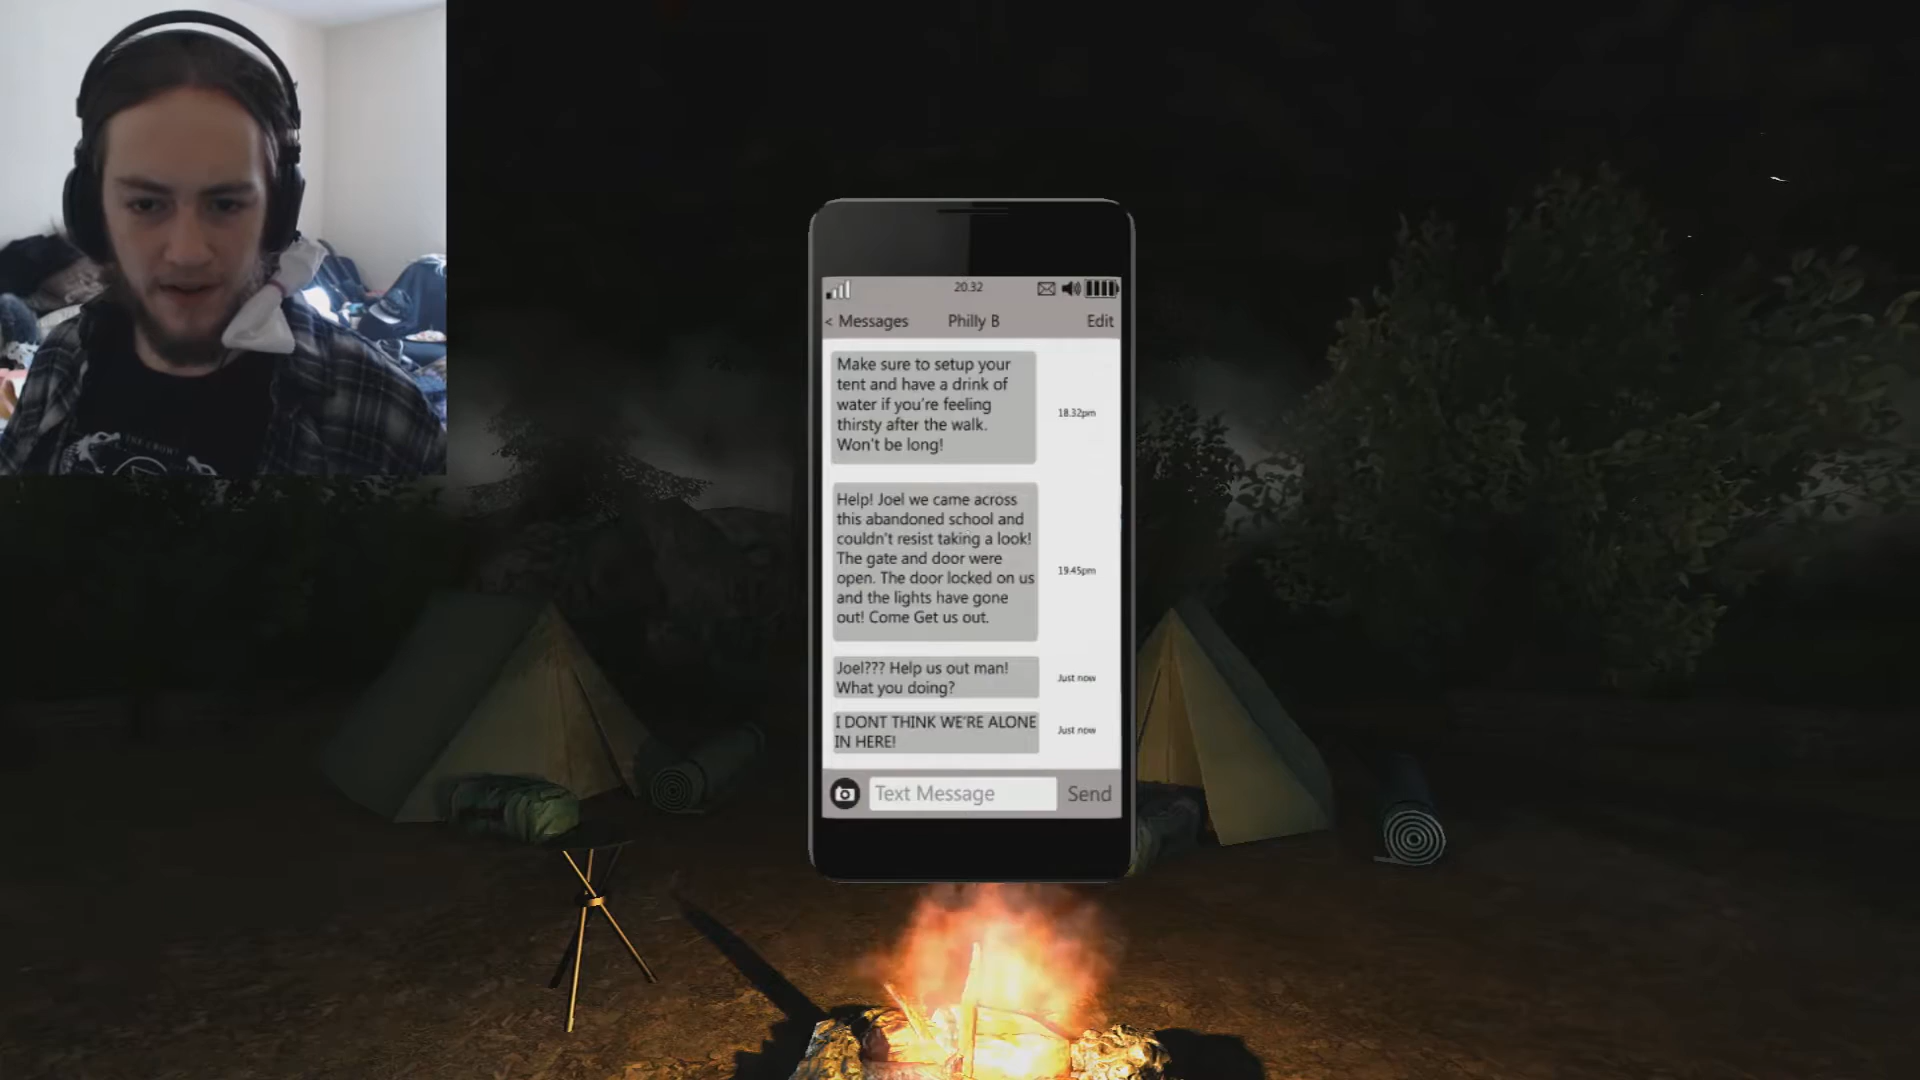 20.32
< Messages Philly B Edit
Make sure to setup your
tent and have a drink of
water if you're feeling
thirsty after the walk.
Won't be long!
18.32pm
Help! Joel we came across
this abandoned school and
couldn't resist taking a look!
The gate and door were
open. The door locked on us
and the lights have gone
out! Come Get us out.
19.45pm
Joel??? Help us out man!
What you doing?
Just now
I DONT THINK WE'RE ALONE
IN HERE!
Just now
Text Message Send